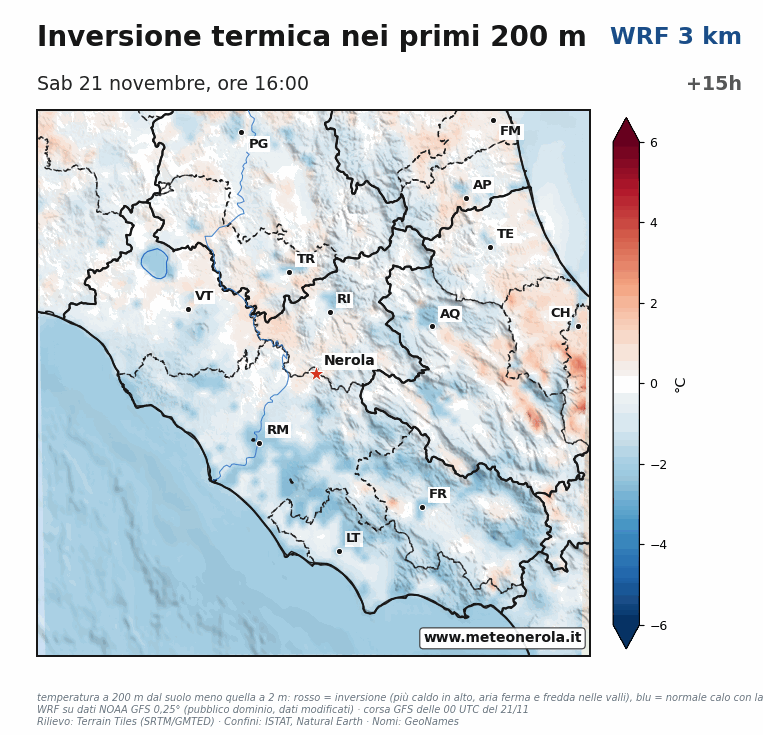 Inversione termica nei primi 200 m WRF 3 km
Sab 21 novembre, ore 16:00 +15h
FM
PG
AP
TE
TR
RI
VT
AQ
CH.
Nerola
RM
FR
LT
www.meteonerola.it
6
4
2
0
−2
−4
−6
°C
temperatura a 200 m dal suolo meno quella a 2 m: rosso = inversione (più caldo in alto, aria ferma e fredda nelle valli), blu = normale calo con la
WRF su dati NOAA GFS 0,25° (pubblico dominio, dati modificati) · corsa GFS delle 00 UTC del 21/11
Rilievo: Terrain Tiles (SRTM/GMTED) · Confini: ISTAT, Natural Earth · Nomi: GeoNames